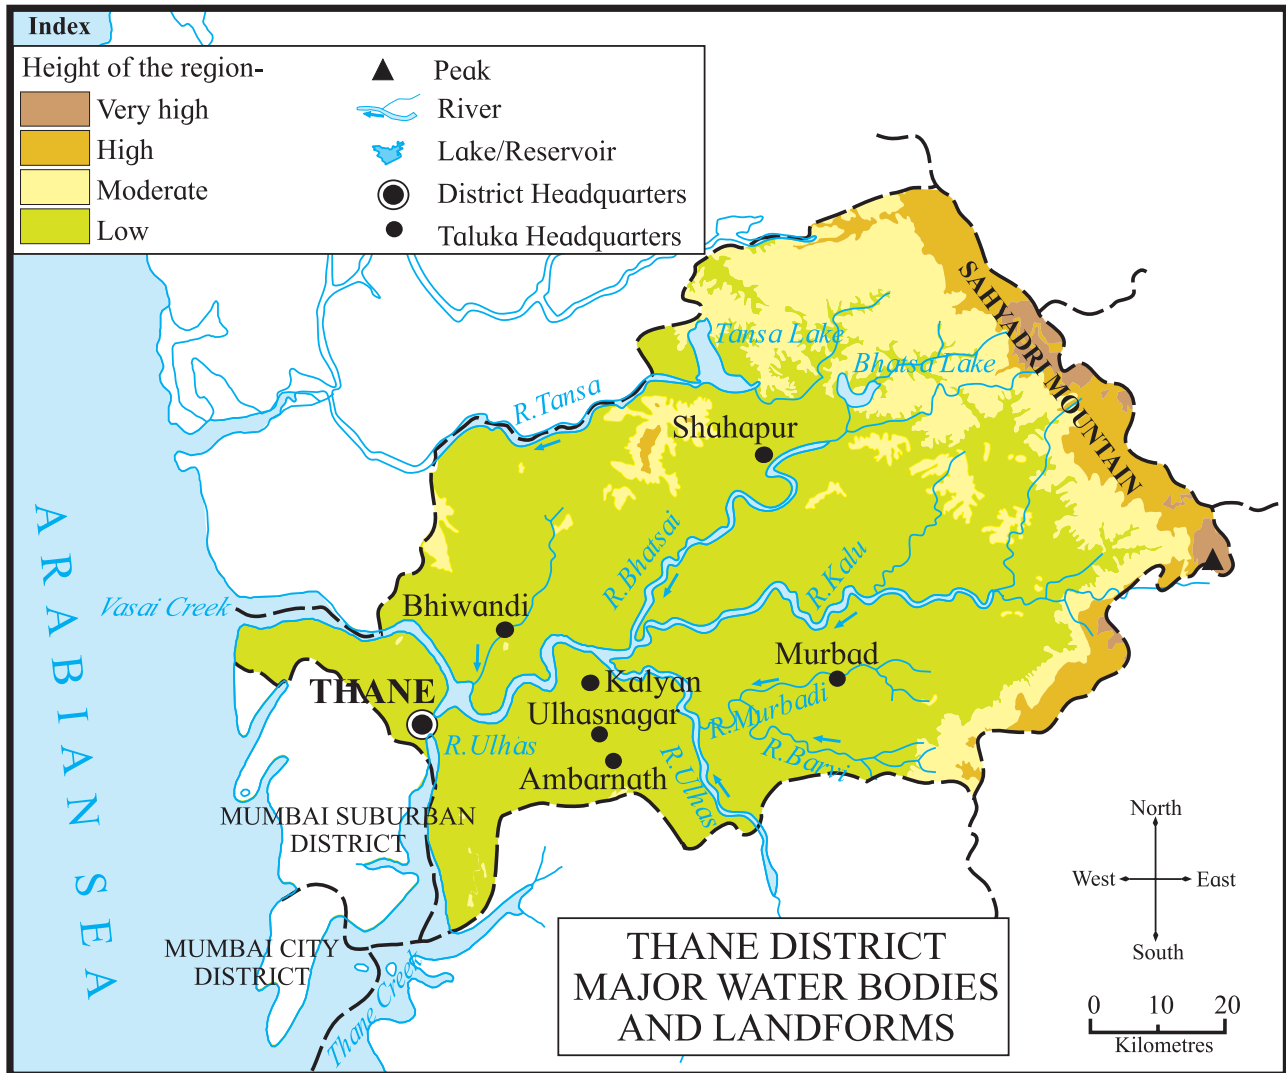 Index
Height of the region-
Very high
High
Moderate
Low
Peak
River
Lake/Reservoir
District Headquarters
Taluka Headquarters
SAHYADRI MOUNTAIN
Tansa Lake
Bhatsa Lake
R.Tansa
Shahapur
ARABIAN SEA
R.Bhatsai
R.Kalu
Vasai Creek
Bhiwandi
Murbad
THANE
Kalyan
Ulhasnagar
R.Murbadi
R.Ulhas
R.Barvi
Ambarnath
R.Ulhas
MUMBAI SUBURBAN
DISTRICT
MUMBAI CITY
DISTRICT
Thane Creek
North
West
East
South
THANE DISTRICT
MAJOR WATER BODIES
AND LANDFORMS
0 10 20
Kilometres